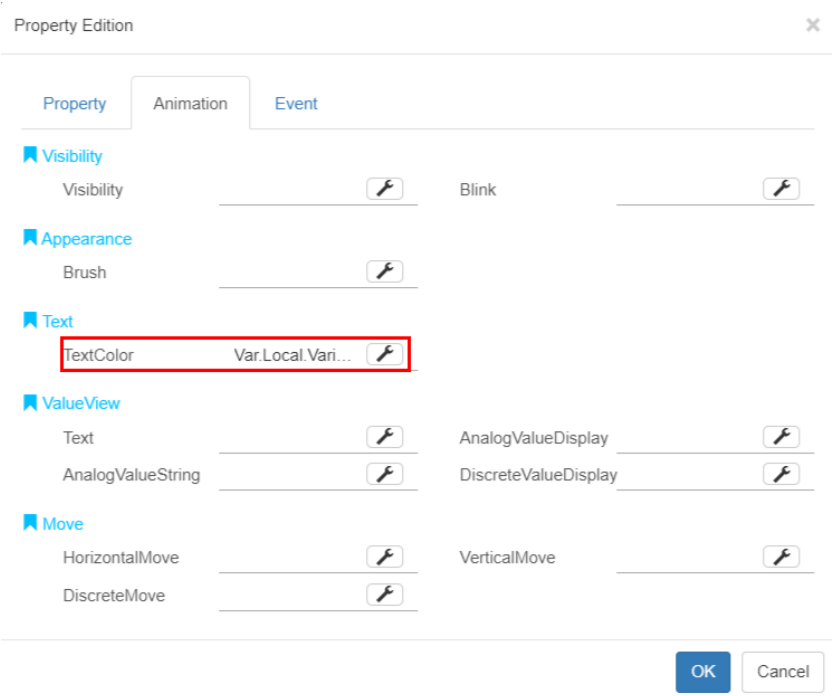 Property Edition ×
Property Animation Event
Visibility
Visibility Blink
Appearance
Brush
Text
TextColor Var.Local.Vari...
ValueView
Text AnalogValueDisplay
AnalogValueString DiscreteValueDisplay
Move
HorizontalMove VerticalMove
DiscreteMove
OK Cancel